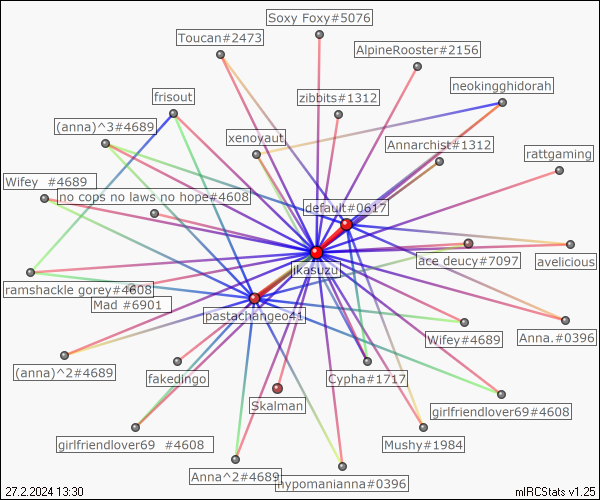 Soxy Foxy#5076
Toucan#2473
AlpineRooster#2156
neokingghidorah
frisout
zibbits#1312
(anna)^3#4689
xenoyaut
Annarchist#1312
rattgaming
Wifey  #4689
no cops no laws no hope#4608
default#0617
ikasuzu
ace deucy#7097
avelicious
ramshackle gorey#4608
Mad #6901
pastachangeo41
Wifey#4689
Anna.#0396
(anna)^2#4689
fakedingo
Cypha#1717
Skalman
girlfriendlover69#4608
girlfriendlover69  #4608
Mushy#1984
Anna^2#4689
hypomanianna#0396
27.2.2024 13:30
mIRCStats v1.25